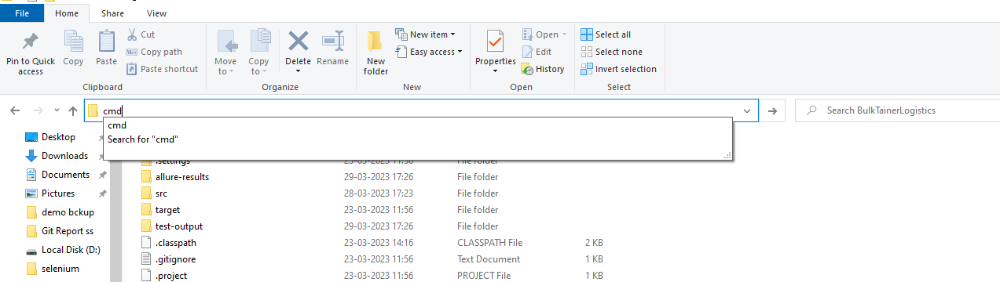 File Home Share View
Cut
Copy path
Paste shortcut
Pin to Quick access
Copy
Paste
Clipboard
Move to
Copy to
Delete
Rename
Organize
New folder
New item
Easy access
New
Properties
Open
Edit
History
Open
Select all
Select none
Invert selection
Select
cmd
Search BulkTainerLogistics
cmd
Search for "cmd"
Desktop
Downloads
Documents
Pictures
demo bckup
Git Report ss
Local Disk (D:)
selenium
.settings 23-03-2023 11:56 File folder
allure-results 29-03-2023 17:26 File folder
src 28-03-2023 17:23 File folder
target 23-03-2023 11:56 File folder
test-output 29-03-2023 17:26 File folder
.classpath 23-03-2023 14:16 CLASSPATH File 2 KB
.gitignore 23-03-2023 11:56 Text Document 1 KB
.project 23-03-2023 11:56 PROJECT File 1 KB